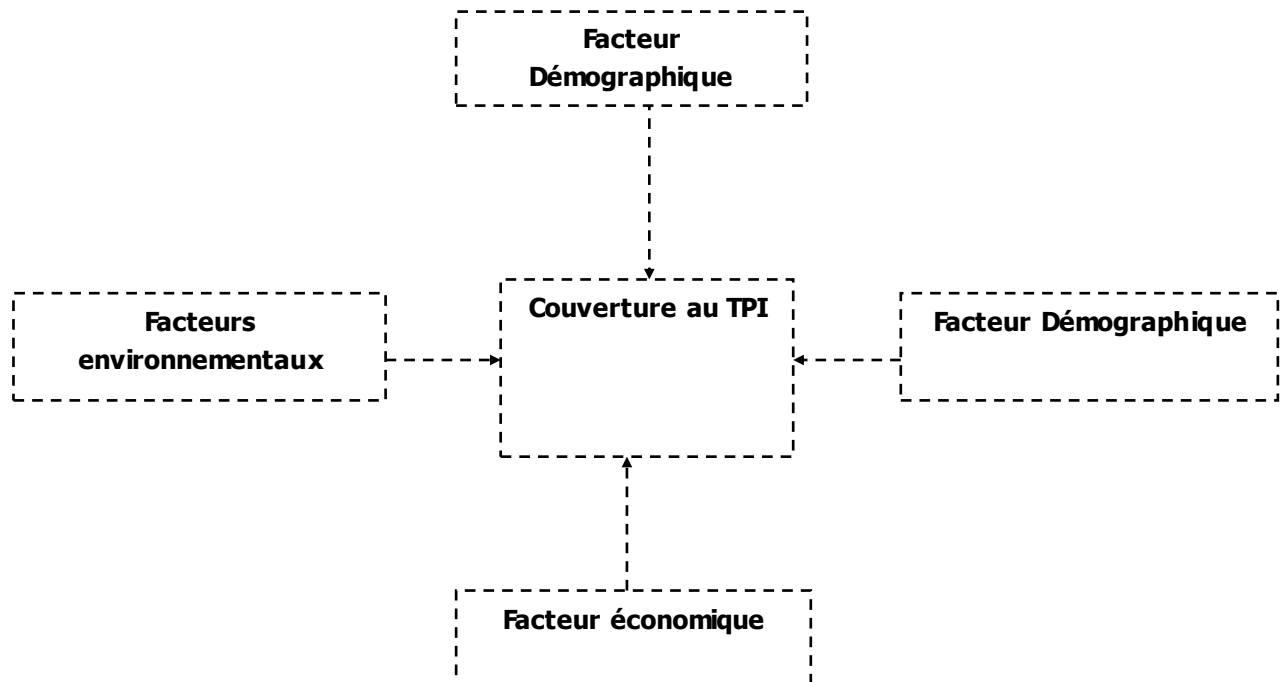 Facteur
Démographique
Facteurs
environnementaux
Couverture au TPI
Facteur Démographique
Facteur économique